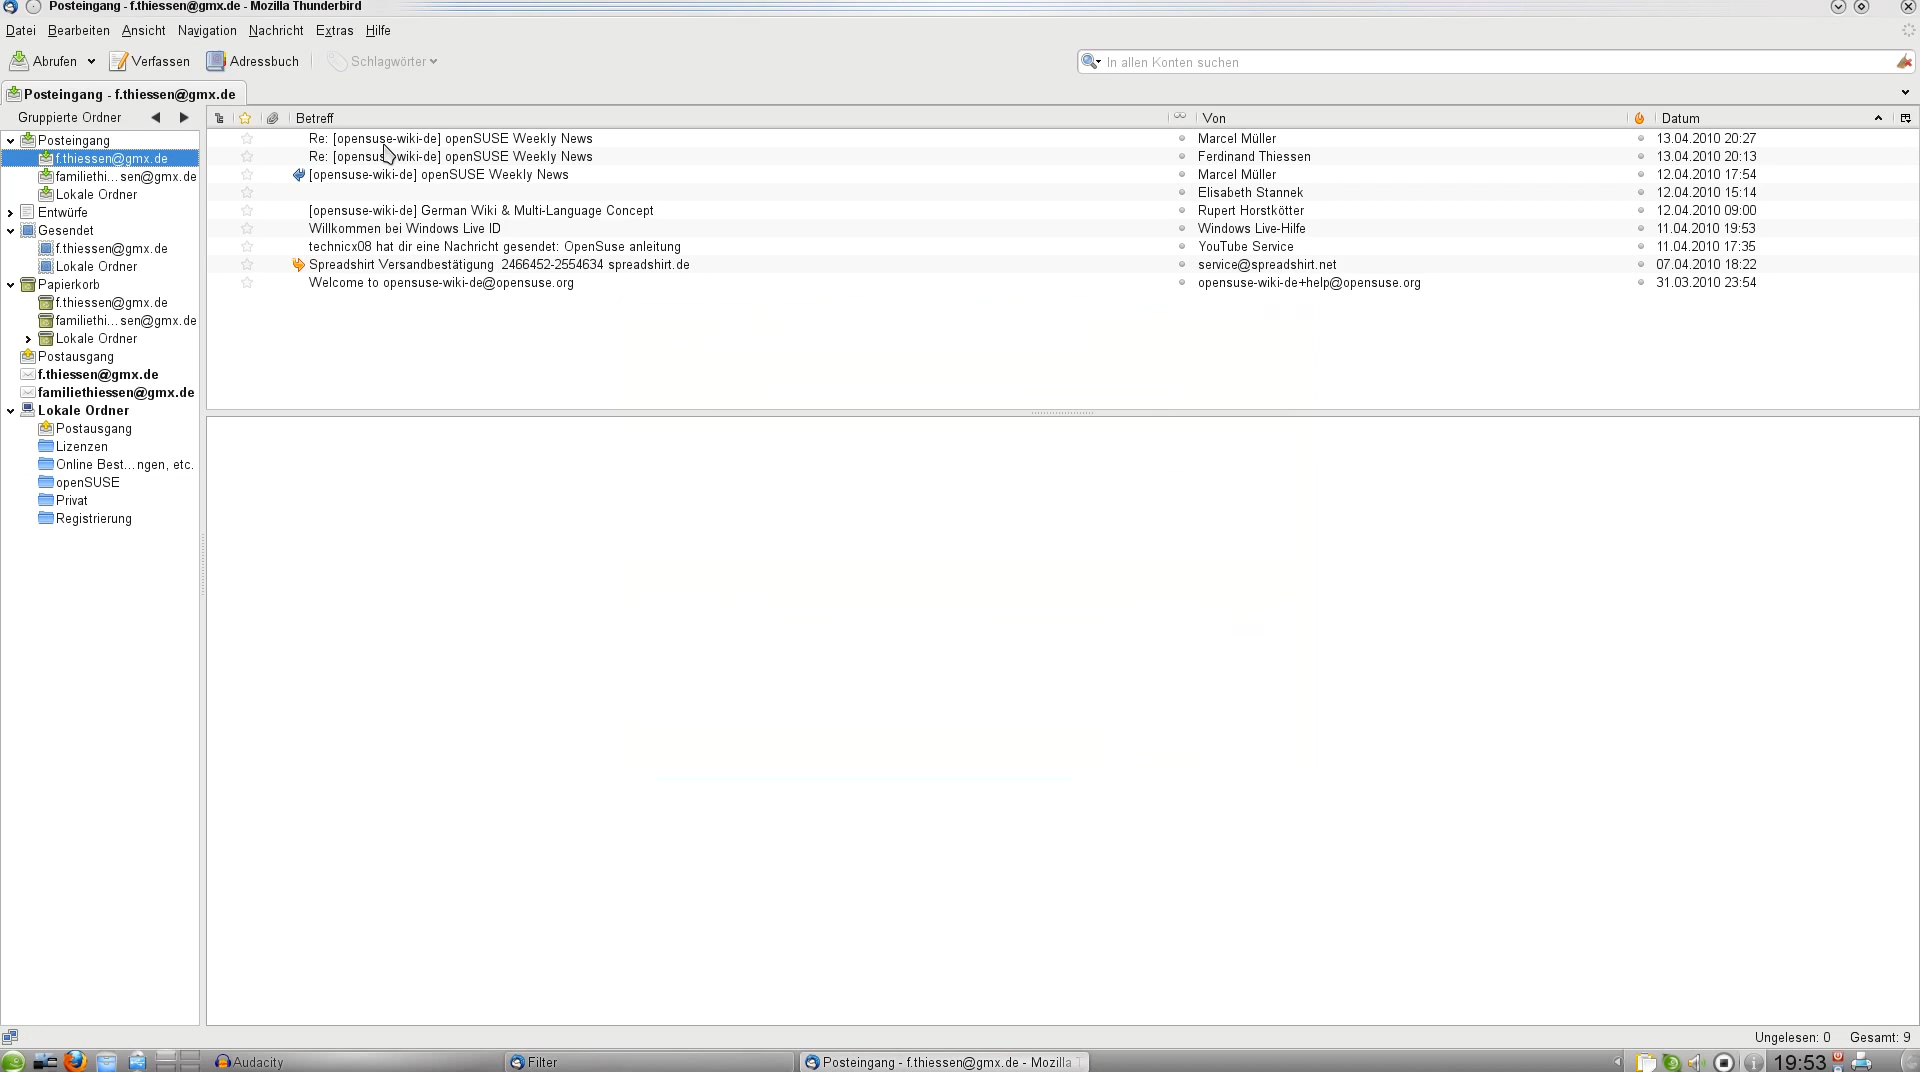 Posteingang - f.thiessen@gmx.de - Mozilla Thunderbird
Datei Bearbeiten Ansicht Navigation Nachricht Extras Hilfe
Abrufen Verfassen Adressbuch Schlagwörter In allen Konten suchen
Posteingang - f.thiessen@gmx.de
Gruppierte Ordner
Posteingang
f.thiessen@gmx.de
familiethi...sen@gmx.de
Lokale Ordner
Entwürfe
Gesendet
f.thiessen@gmx.de
Lokale Ordner
Papierkorb
f.thiessen@gmx.de
familiethi...sen@gmx.de
Lokale Ordner
Postausgang
f.thiessen@gmx.de
familiethiessen@gmx.de
Lokale Ordner
Postausgang
Lizenzen
Online Best...ngen, etc.
openSUSE
Privat
Registrierung
Betreff Von Datum
Re: [opensuse-wiki-de] openSUSE Weekly News Marcel Müller 13.04.2010 20:27
Re: [opensuse-wiki-de] openSUSE Weekly News Ferdinand Thiessen 13.04.2010 20:13
[opensuse-wiki-de] openSUSE Weekly News Marcel Müller 12.04.2010 17:54
Elisabeth Stannek 12.04.2010 15:14
[opensuse-wiki-de] German Wiki & Multi-Language Concept Rupert Horstkötter 12.04.2010 09:00
Willkommen bei Windows Live ID Windows Live-Hilfe 11.04.2010 19:53
technicx08 hat dir eine Nachricht gesendet: OpenSuse anleitung YouTube Service 11.04.2010 17:35
Spreadshirt Versandbestätigung 2466452-2554634 spreadshirt.de service@spreadshirt.net 07.04.2010 18:22
Welcome to opensuse-wiki-de@opensuse.org opensuse-wiki-de+help@opensuse.org 31.03.2010 23:54
Ungelesen: 0 Gesamt: 9
Audacity Filter Posteingang - f.thiessen@gmx.de - Mozilla T 19:53